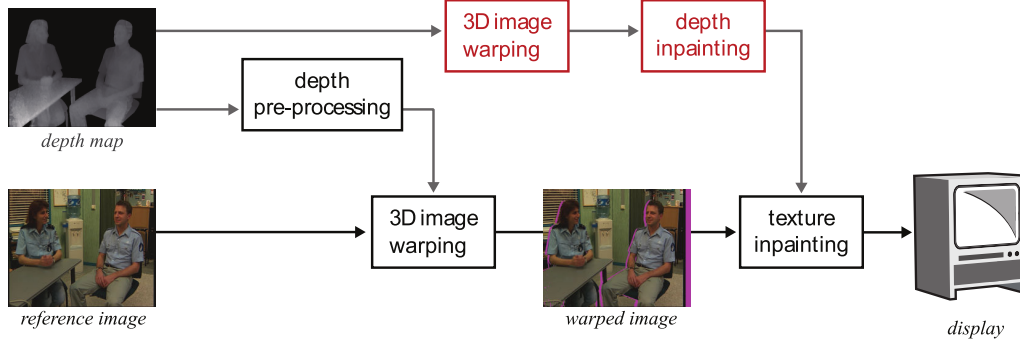 3D image
warping
depth
inpainting
depth
pre-processing
depth map
3D image
warping
texture
inpainting
reference image
warped image
display